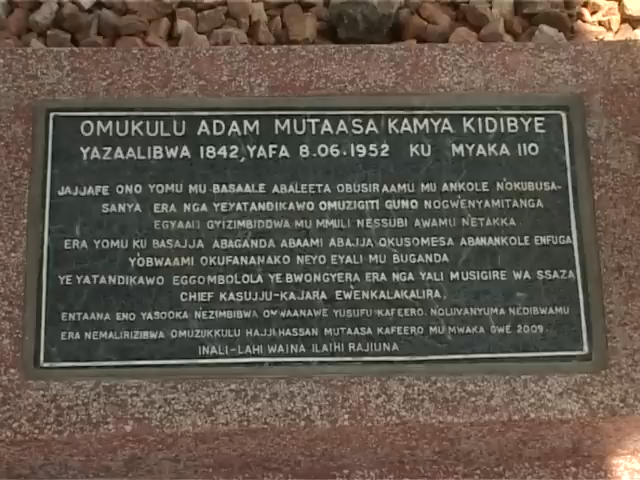 OMUKULU ADAM MUTAASA KAMYA KIDIBYE
YAZAALIBWA 1842, YAFA 8.06.1952 KU MYAKA 110
JAJJAFE ONO YOMU MU BASAALE ABALEETA OBUSIRAAMU MU ANKOLE N'OKUBUSA-
SANYA ERA NGA YEYATANDIKAWO OMUZIGITI GUNO NOGW'ENYAMITANGA
EGYAALI GYIZIMBIDDWA MU MMULI NESSUBI AWAMU NETAKKA.
ERA YOMU KU BASAJJA ABAGANDA ABAAMI ABAJJA OKUSOMESA ABANANKOLE ENFUGA
YOBWAAMI OKUFANANAKO NEYO EYALI MU BUGANDA
YEYATANDIKAWO EGGOMBOLOLA YE BWONGYERA ERA NGA YALI MUSIGIRE WA SSAZA
CHIEF KASUJJU-KAJARA EWENKALAKALIRA.
ENTAANA ENO YASOOKA NEZIMBIBWA OMWAANAWE YUSUFU KAFEERO. NOLUVANYUMA NEDIBWAMU
ERA NEMALIRIZIBWA OMUZUKKULU HAJJI HASSAN MUTAASA KAFEERO MU MWAKA GWE 2009.
INALI-LAHI WAINA ILAIHI RAJIUNA